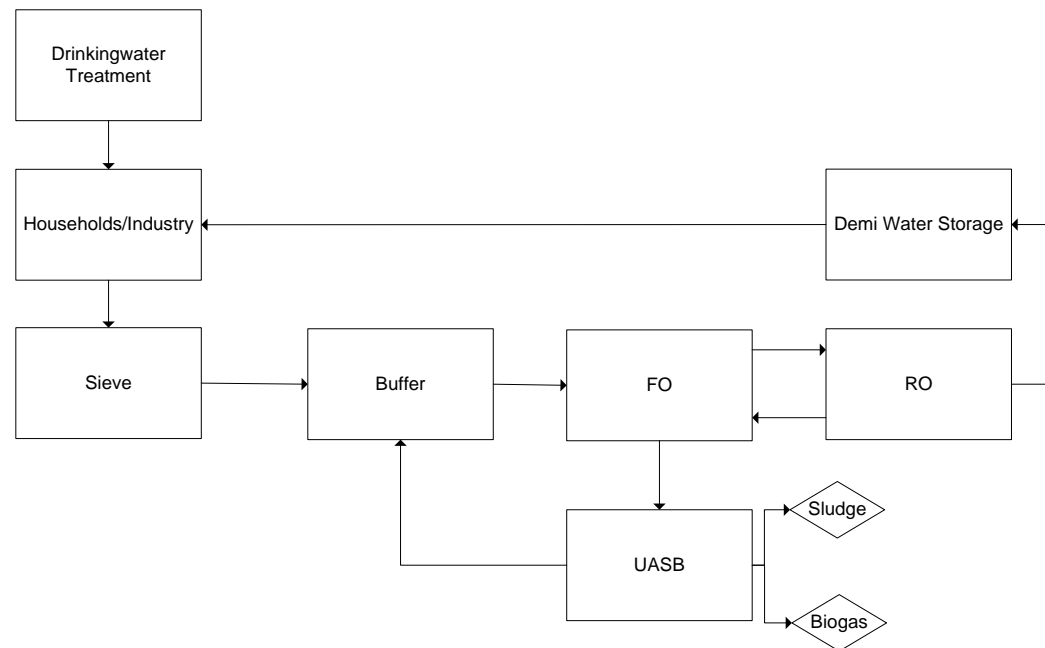 Drinkingwater
Treatment
Households/Industry
Demi Water Storage
Sieve
Buffer
FO
RO
Sludge
UASB
Biogas